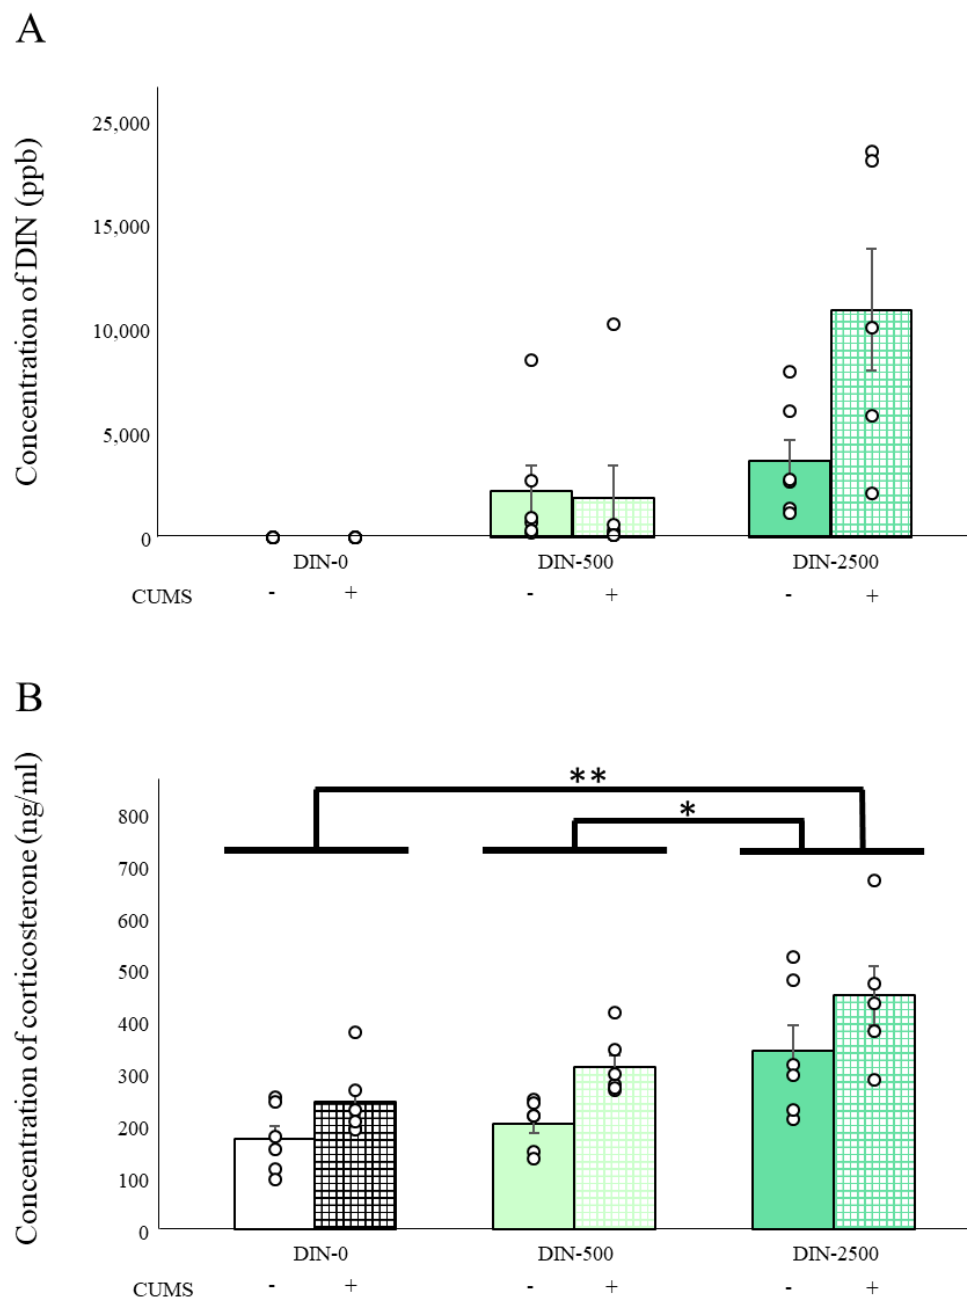 A
Concentration of DIN (ppb)
25,000
15,000
10,000
5,000
0
DIN-0 DIN-500 DIN-2500
CUMS - + - + - +
B
Concentration of corticosterone (ng/ml)
**
*
800
700
600
500
400
300
200
100
0
DIN-0 DIN-500 DIN-2500
CUMS - + - + - +